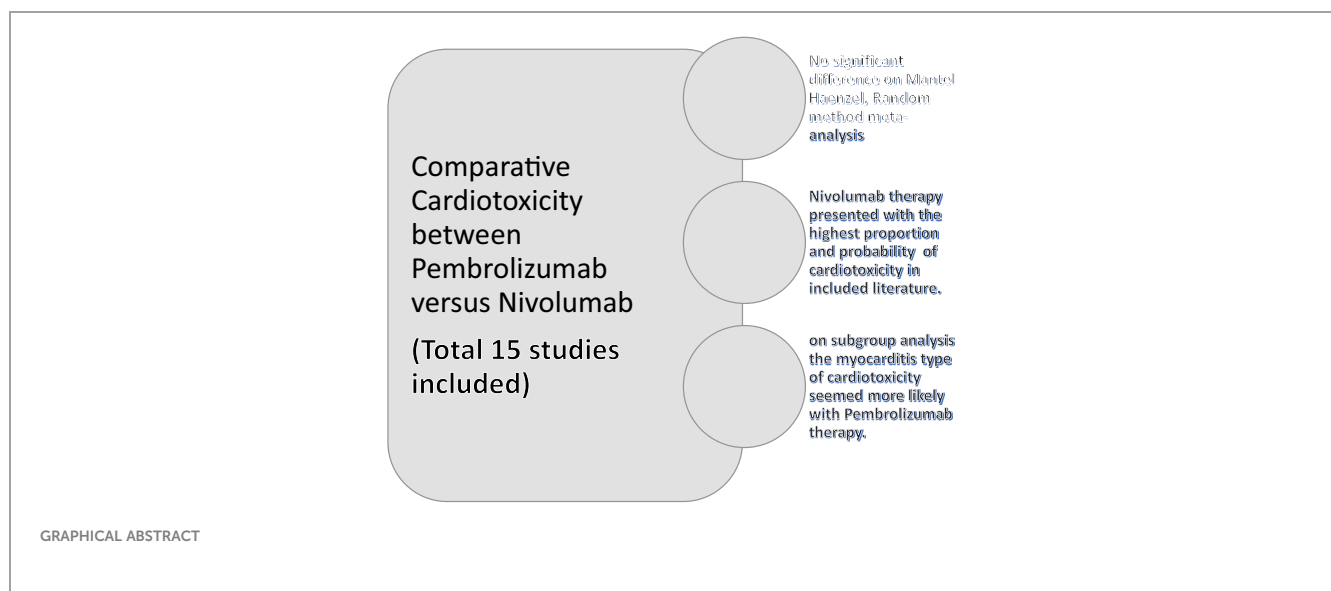 Comparative
Cardiotoxicity
between
Pembrolizumab
versus Nivolumab
(Total 15 studies
included)
No significant
difference on Mantel
Haenzel, Random
method meta-
analysis
Nivolumab therapy
presented with the
highest proportion
and probability of
cardiotoxicity in
included literature.
on subgroup analysis
the myocarditis type
of cardiotoxicity
seemed more likely
with Pembrolizumab
therapy.
GRAPHICAL ABSTRACT